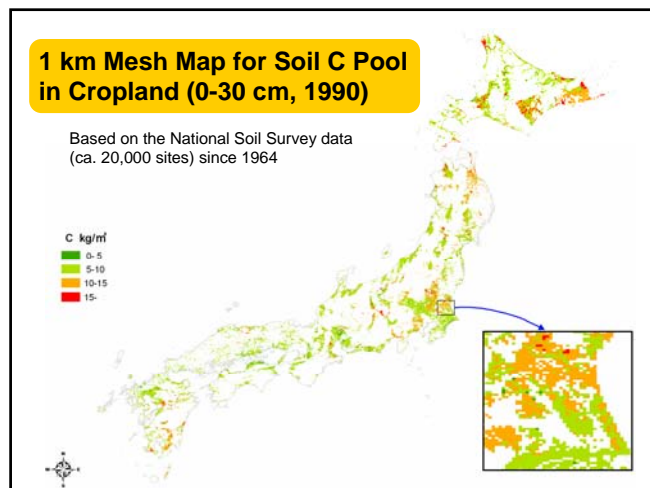 1 km Mesh Map for Soil C Pool
in Cropland (0-30 cm, 1990)
Based on the National Soil Survey data
(ca. 20,000 sites) since 1964
C kg/㎡
0- 5
5-10
10-15
15-